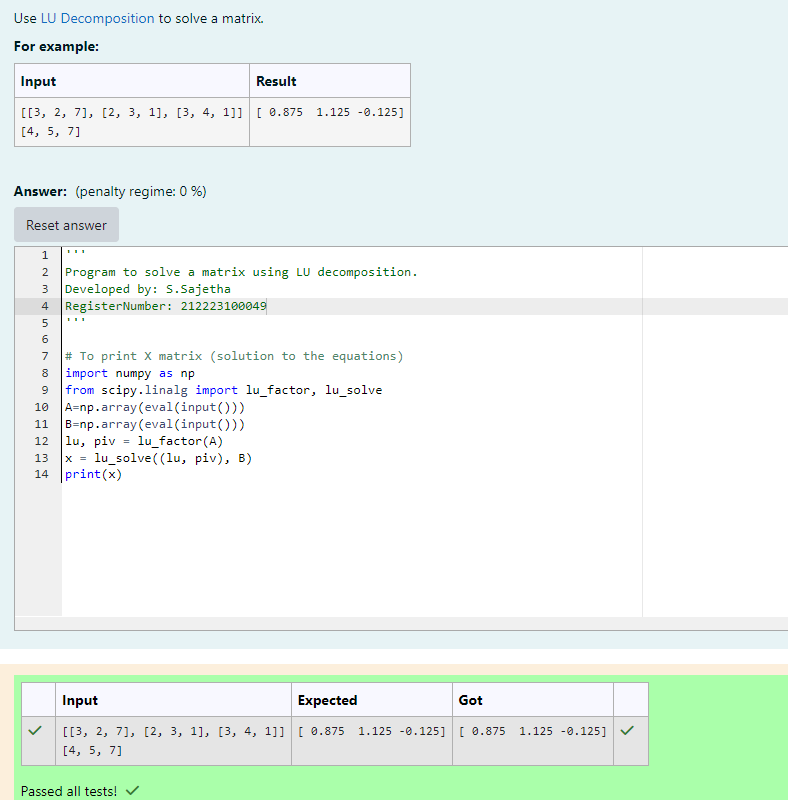 Use LU Decomposition to solve a matrix.
For example:
Input Result
[[3, 2, 7], [2, 3, 1], [3, 4, 1]] [ 0.875  1.125 -0.125]
[4, 5, 7]
Answer: (penalty regime: 0 %)
Reset answer
1 '''
2 Program to solve a matrix using LU decomposition.
3 Developed by: S.Sajetha
4 RegisterNumber: 212223100049
5 '''
6
7 # To print X matrix (solution to the equations)
8 import numpy as np
9 from scipy.linalg import lu_factor, lu_solve
10 A=np.array(eval(input()))
11 B=np.array(eval(input()))
12 lu, piv = lu_factor(A)
13 x = lu_solve((lu, piv), B)
14 print(x)
Input Expected Got
[[3, 2, 7], [2, 3, 1], [3, 4, 1]] [ 0.875  1.125 -0.125] [ 0.875  1.125 -0.125]
[4, 5, 7]
Passed all tests!